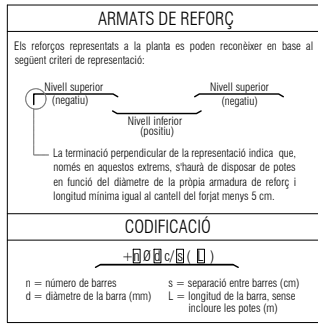 ARMATS DE REFORÇ
Els reforços representats a la planta es poden reconèixer en base al
següent criteri de representació:
Nivell superior
(negatiu)
Nivell superior
(negatiu)
Nivell inferior
(positiu)
La terminació perpendicular de la representació indica que,
només en aquestos extrems, s'haurà de disposar de potes
en funció del diàmetre de la pròpia armadura de reforç i
longitud mínima igual al cantell del forjat menys 5 cm.
CODIFICACIÓ
+nØdc/s(L)
n = número de barres
d = diàmetre de la barra (mm)
s = separació entre barres (cm)
L = longitud de la barra, sense
incloure les potes (m)